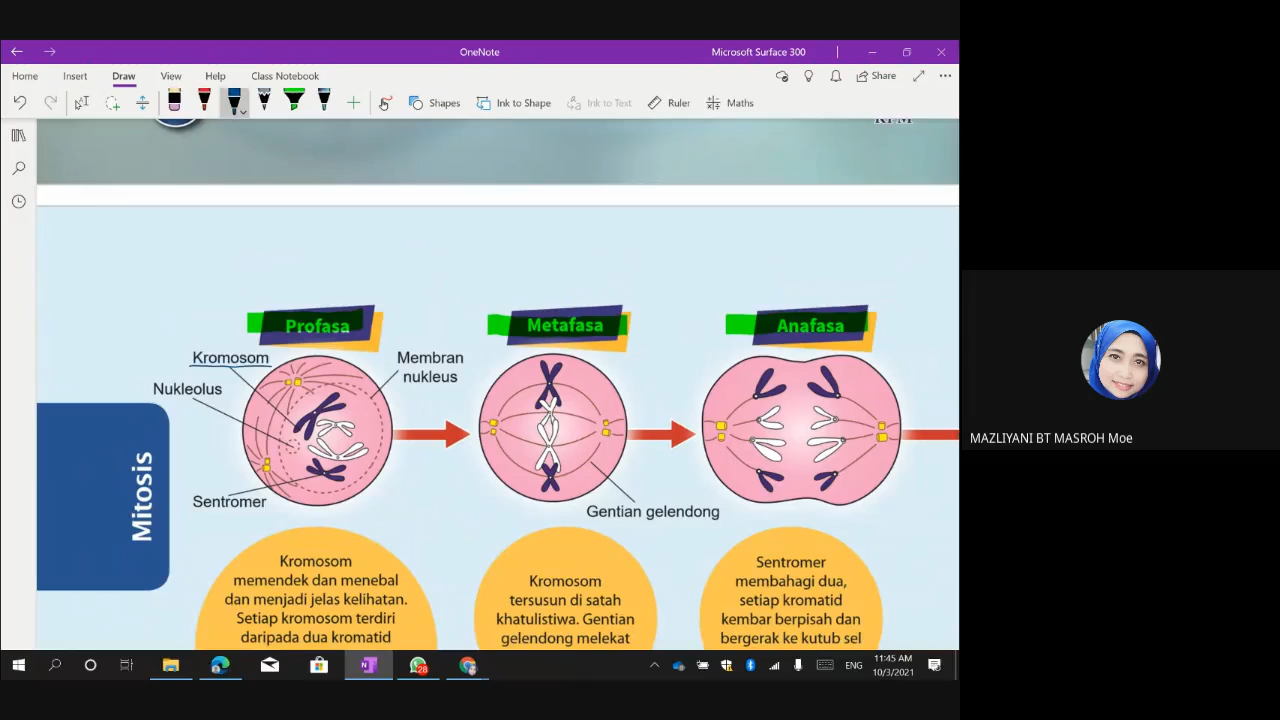 OneNote
Microsoft Surface 300
Home
Insert
Draw
View
Help
Class Notebook
Share
Shapes
Ink to Shape
Ink to Text
Ruler
Maths
KPM
Profasa
Metafasa
Anafasa
Kromosom
Membran
nukleus
Nukleolus
Sentromer
Gentian gelendong
Mitosis
Kromosom
memendek dan menebal
dan menjadi jelas kelihatan.
Setiap kromosom terdiri
daripada dua kromatid
Kromosom
tersusun di satah
khatulistiwa. Gentian
gelendong melekat
Sentromer
membahagi dua,
setiap kromatid
kembar berpisah dan
bergerak ke kutub sel
MAZLIYANI BT MASROH Moe
28
ENG
11:45 AM
10/3/2021